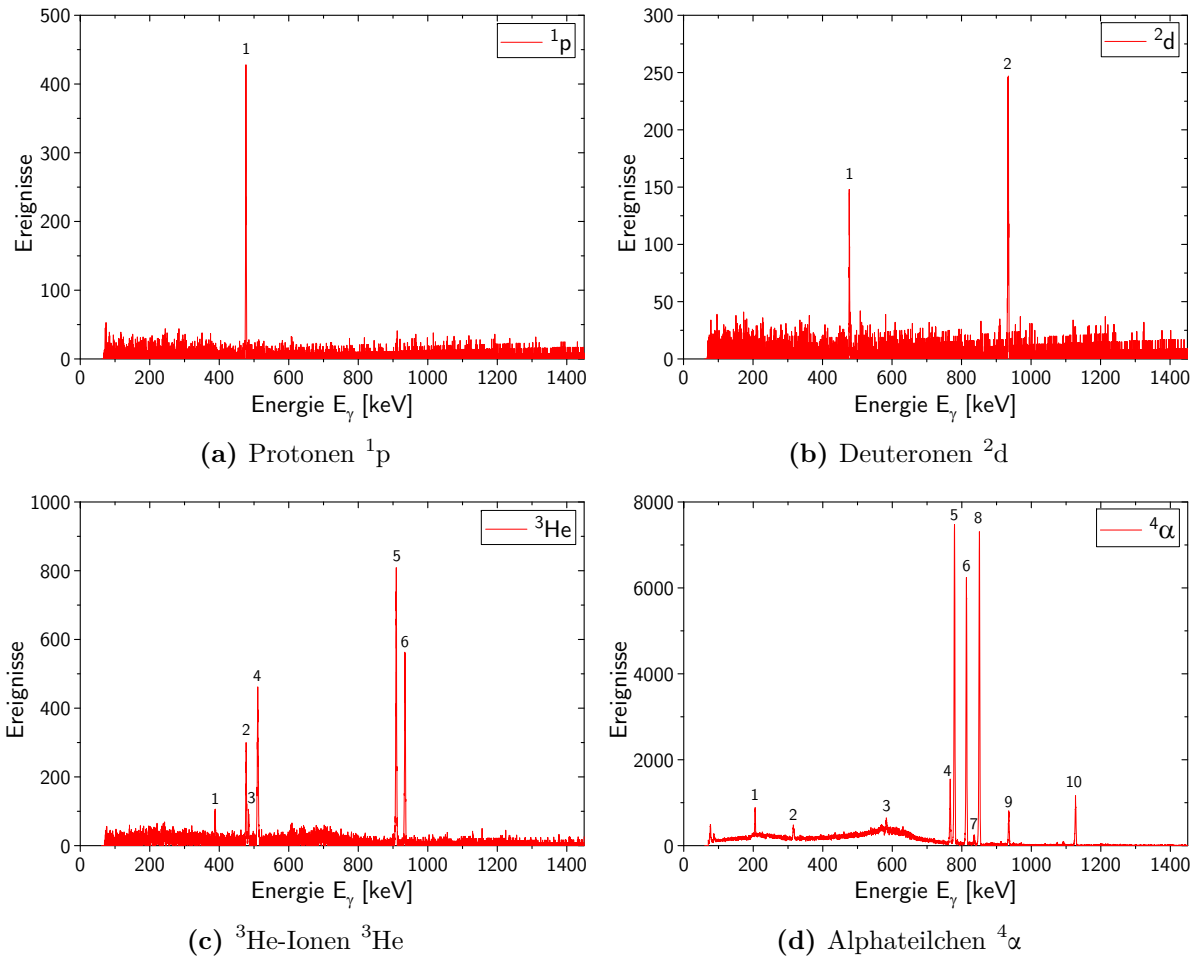 500
400
300
200
100
0
Ereignisse
1
¹p
0 200 400 600 800 1000 1200 1400
Energie Eγ [keV]
(a) Protonen ¹p
300
250
200
150
100
50
0
Ereignisse
1
2
²d
0 200 400 600 800 1000 1200 1400
Energie Eγ [keV]
(b) Deuteronen ²d
1000
800
600
400
200
0
Ereignisse
1
2
3
4
5
6
³He
0 200 400 600 800 1000 1200 1400
Energie Eγ [keV]
(c) ³He-Ionen ³He
8000
6000
4000
2000
0
Ereignisse
1
2
3
4
5
6
7
8
9
10
⁴α
0 200 400 600 800 1000 1200 1400
Energie Eγ [keV]
(d) Alphateilchen ⁴α